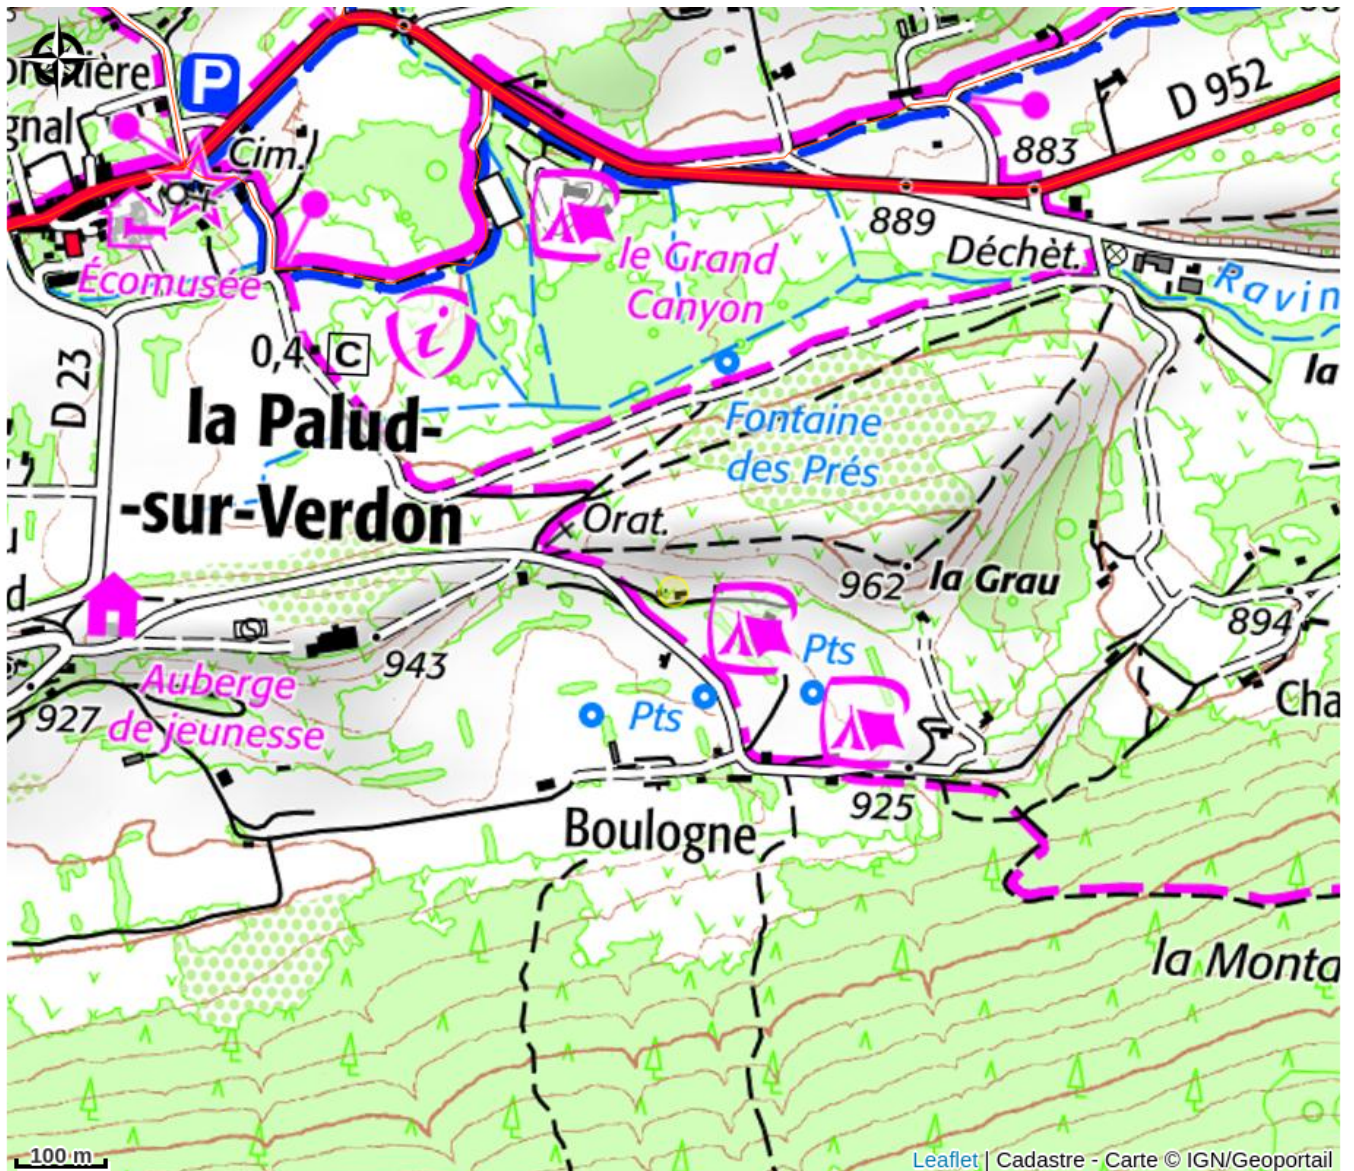 P
D 952
gnal
Cim.
883
889
Déchèt.
le Grand
Canyon
Écomusée
Ravin
i
0,4
C
D 23
la
la Palud-
-sur-Verdon
Fontaine
des Prés
Orat.
d
962
la Grau
S
943
894
Pts
Auberge
de jeunesse
927
Pts
Cha
925
Boulogne
la Monta
100 m
Leaflet | Cadastre - Carte © IGN/Geoportail